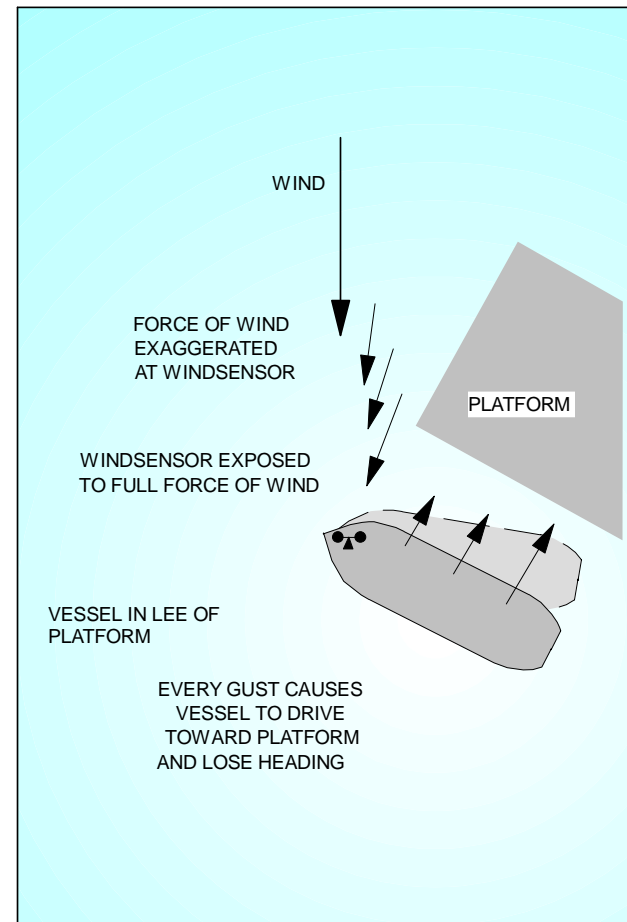 WIND
FORCE OF WIND
EXAGGERATED
AT WINDSENSOR
PLATFORM
WINDSENSOR EXPOSED
TO FULL FORCE OF WIND
VESSEL IN LEE OF
PLATFORM
EVERY GUST CAUSES
VESSEL TO DRIVE
TOWARD PLATFORM
AND LOSE HEADING